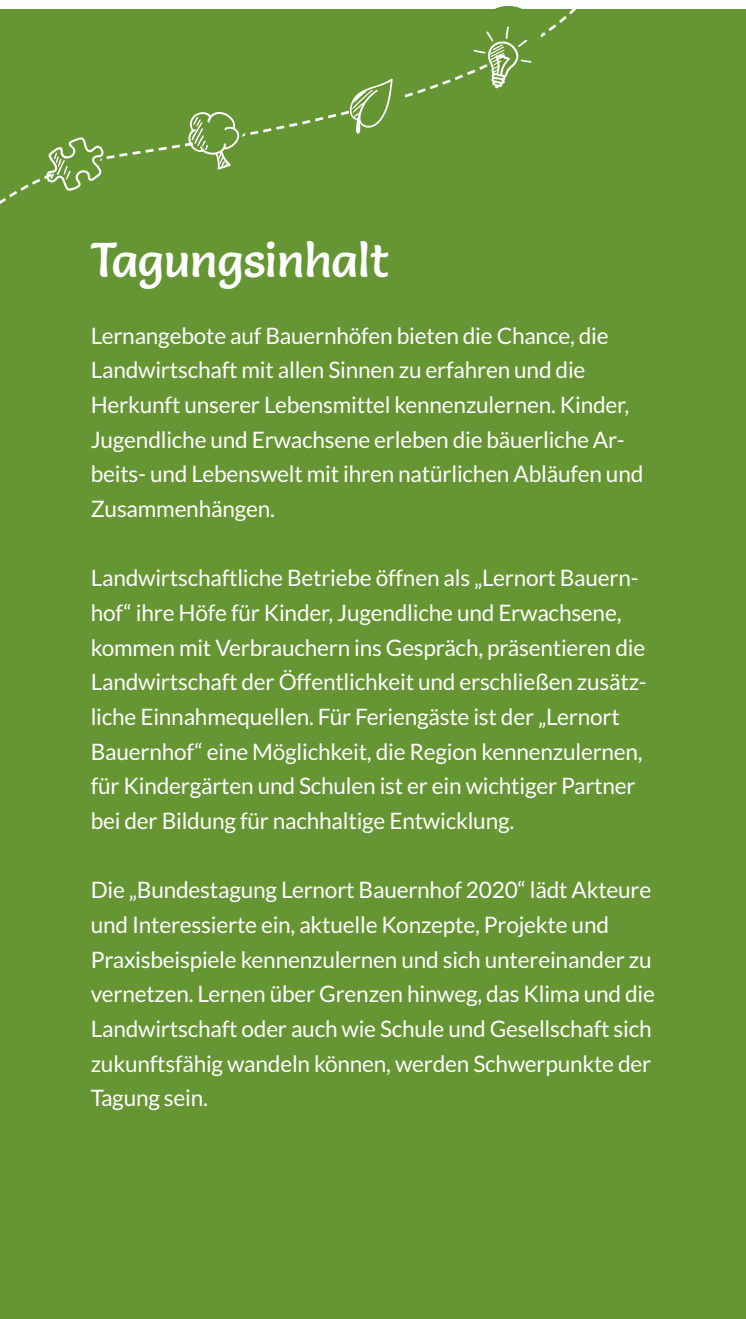 Tagungsinhalt
Lernangebote auf Bauernhöfen bieten die Chance, die
Landwirtschaft mit allen Sinnen zu erfahren und die
Herkunft unserer Lebensmittel kennenzulernen. Kinder,
Jugendliche und Erwachsene erleben die bäuerliche Ar-
beits- und Lebenswelt mit ihren natürlichen Abläufen und
Zusammenhängen.
Landwirtschaftliche Betriebe öffnen als „Lernort Bauern-
hof“ ihre Höfe für Kinder, Jugendliche und Erwachsene,
kommen mit Verbrauchern ins Gespräch, präsentieren die
Landwirtschaft der Öffentlichkeit und erschließen zusätz-
liche Einnahmequellen. Für Feriengäste ist der „Lernort
Bauernhof“ eine Möglichkeit, die Region kennenzulernen,
für Kindergärten und Schulen ist er ein wichtiger Partner
bei der Bildung für nachhaltige Entwicklung.
Die „Bundestagung Lernort Bauernhof 2020“ lädt Akteure
und Interessierte ein, aktuelle Konzepte, Projekte und
Praxisbeispiele kennenzulernen und sich untereinander zu
vernetzen. Lernen über Grenzen hinweg, das Klima und die
Landwirtschaft oder auch wie Schule und Gesellschaft sich
zukunftsfähig wandeln können, werden Schwerpunkte der
Tagung sein.